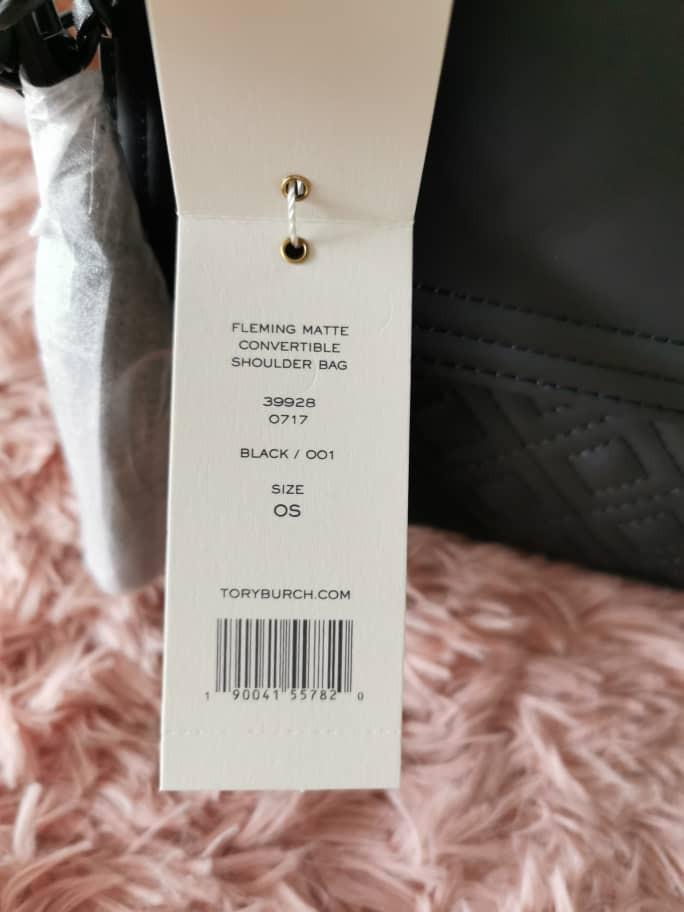 FLEMING MATTE
CONVERTIBLE
SHOULDER BAG
39928
0717
BLACK / 001
SIZE
OS
TORYBURCH.COM
1 90041 55782 0